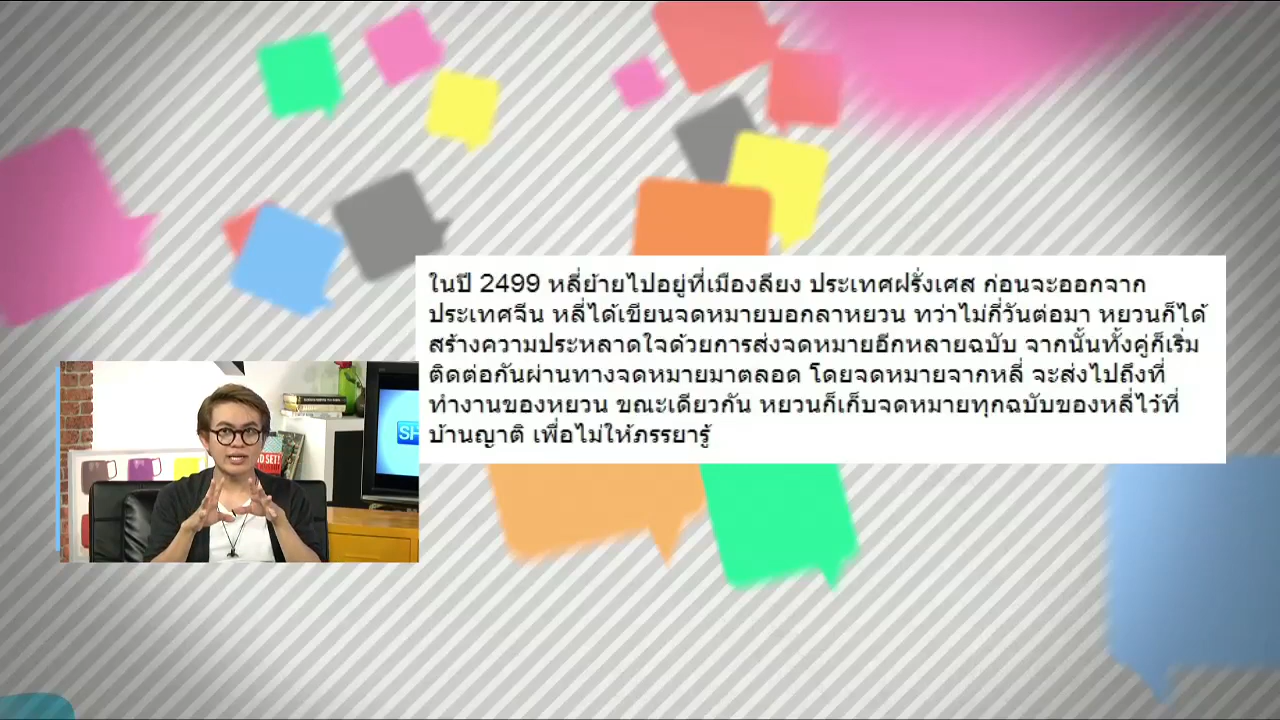 ในปี 2499 หลี่ย้ายไปอยู่ที่เมืองลียง ประเทศฝรั่งเศส ก่อนจะออกจาก
ประเทศจีน หลี่ได้เขียนจดหมายบอกลาหยวน ทว่าไม่กี่วันต่อมา หยวนก็ได้
สร้างความประหลาดใจด้วยการส่งจดหมายอีกหลายฉบับ จากนั้นทั้งคู่ก็เริ่ม
ติดต่อกันผ่านทางจดหมายมาตลอด โดยจดหมายจากหลี่ จะส่งไปถึงที่
ทำงานของหยวน ขณะเดียวกัน หยวนก็เก็บจดหมายทุกฉบับของหลี่ไว้ที่
บ้านญาติ เพื่อไม่ให้ภรรยารู้
SH